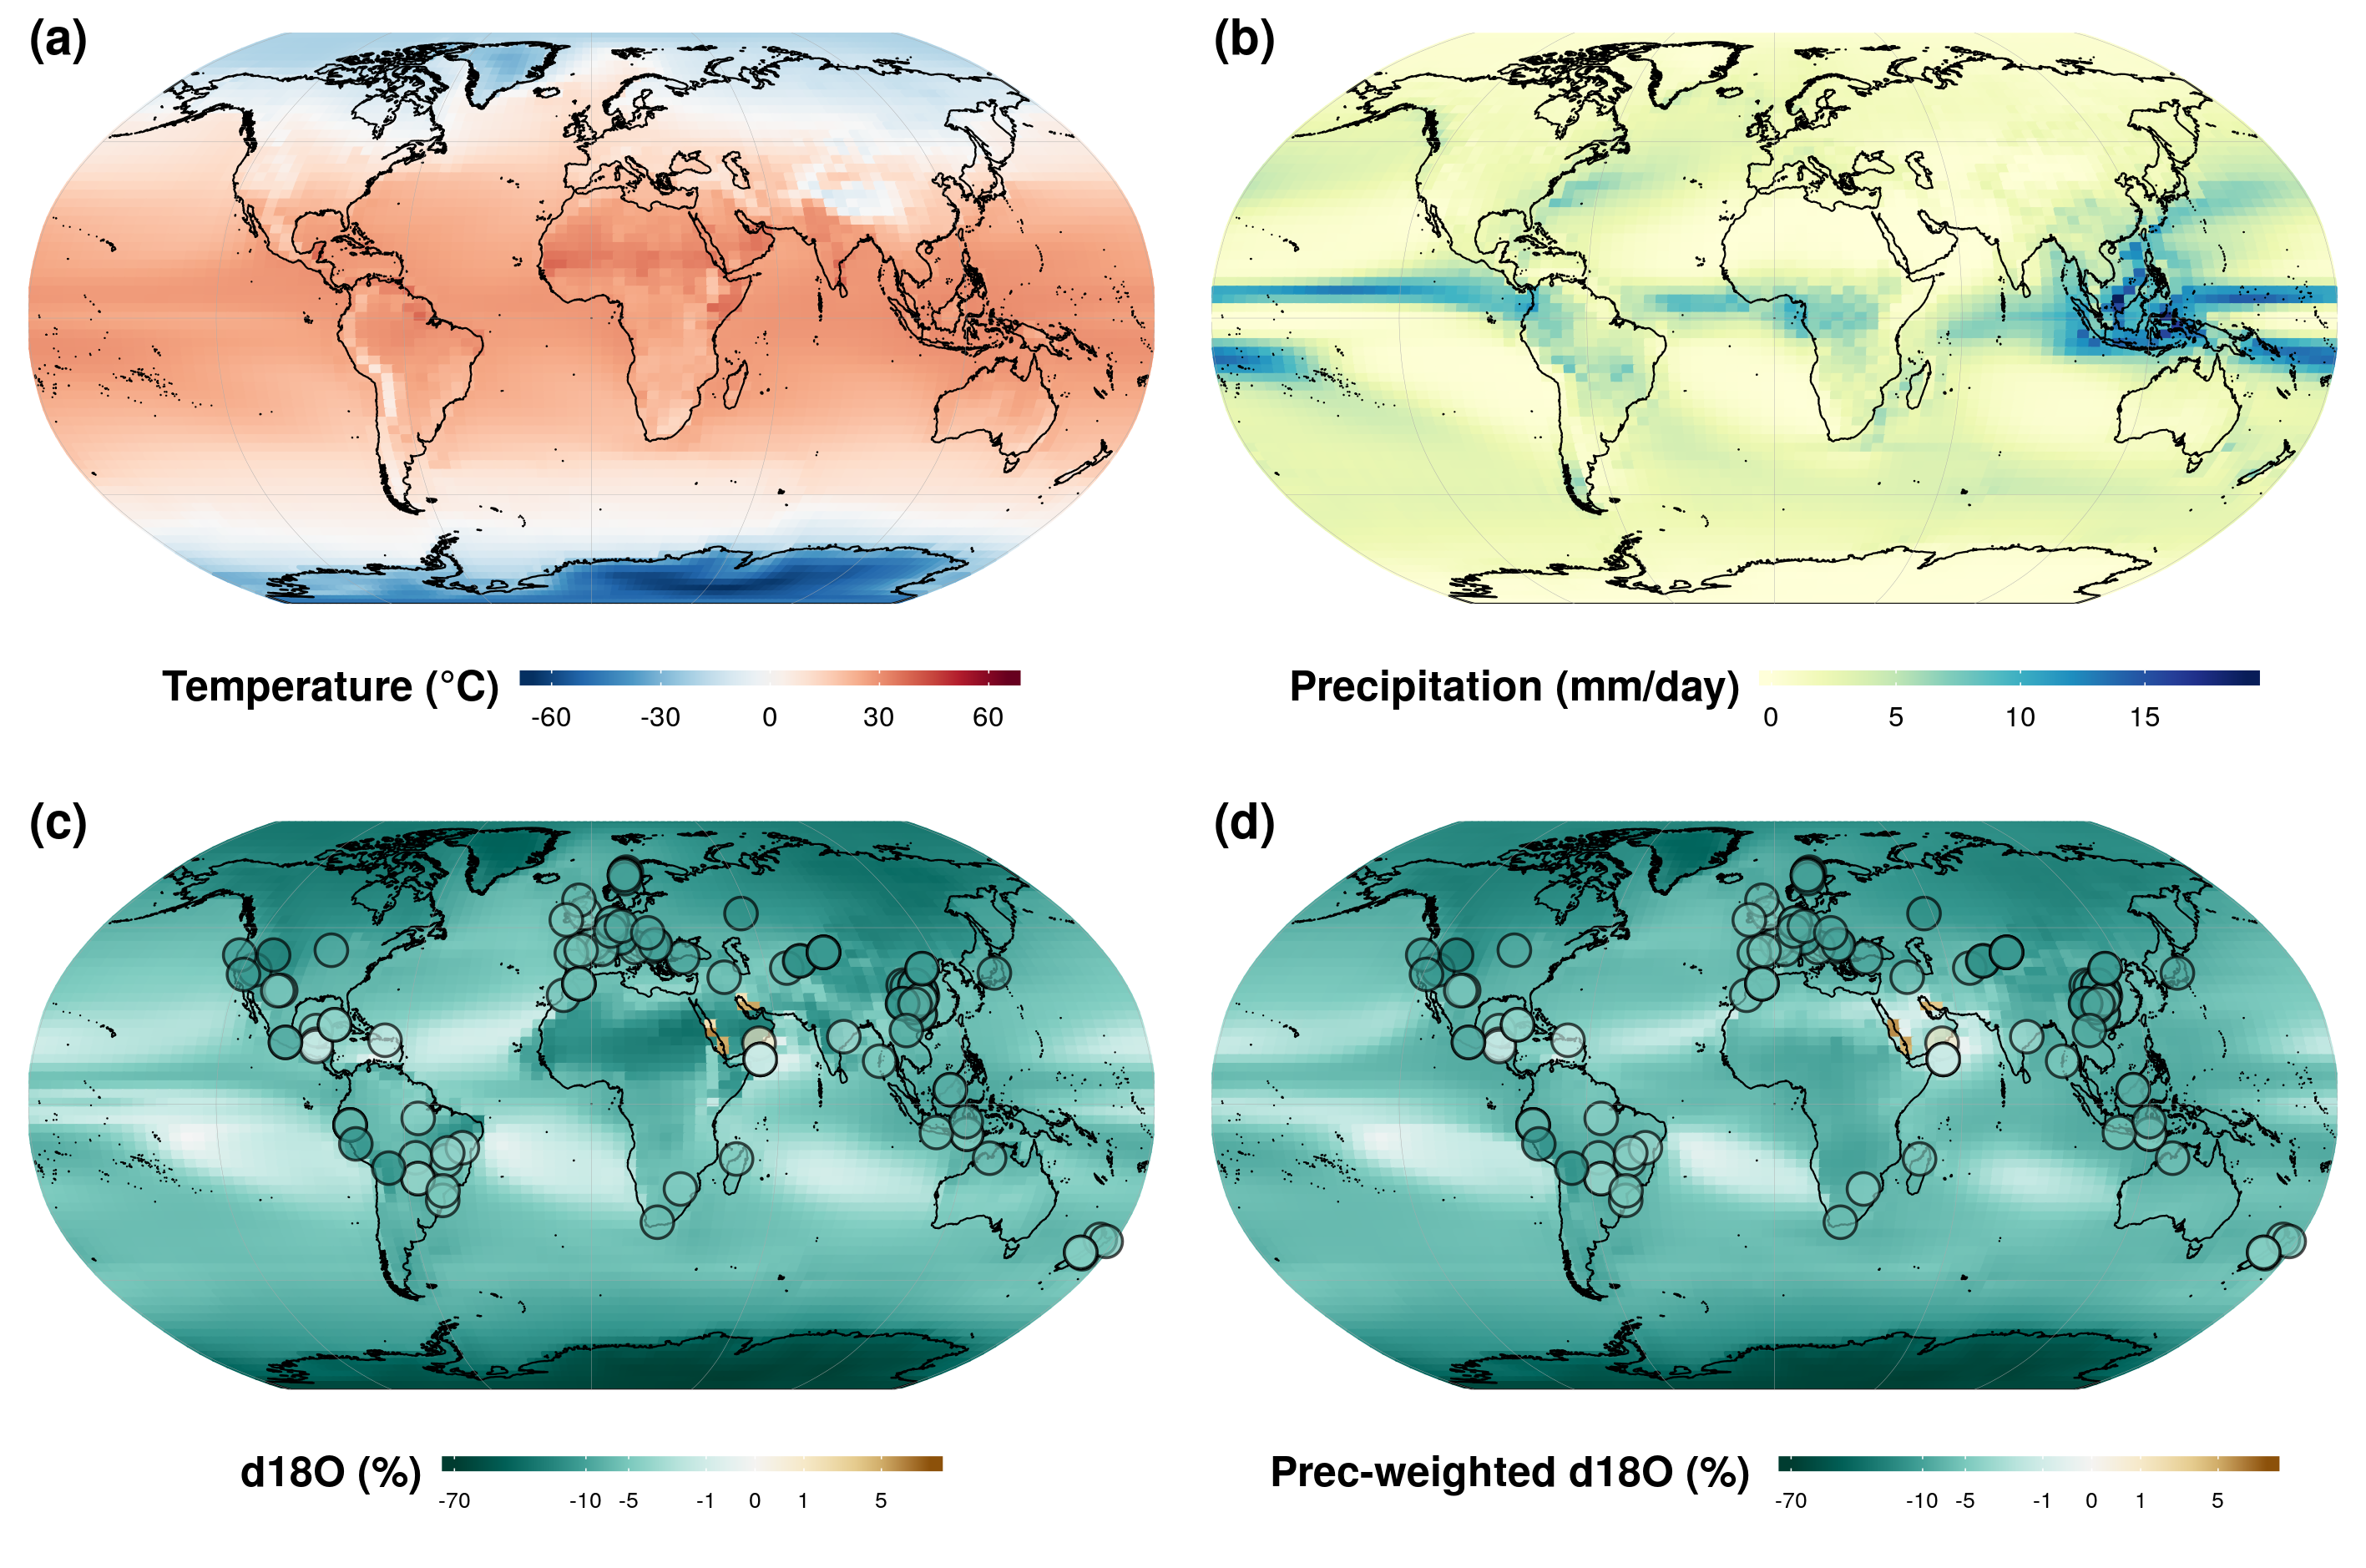 (a)
(b)
Temperature (°C)
-60 -30 0 30 60
Precipitation (mm/day)
0 5 10 15
(c)
(d)
d18O (%)
-70 -10 -5 -1 0 1 5
Prec-weighted d18O (%)
-70 -10 -5 -1 0 1 5